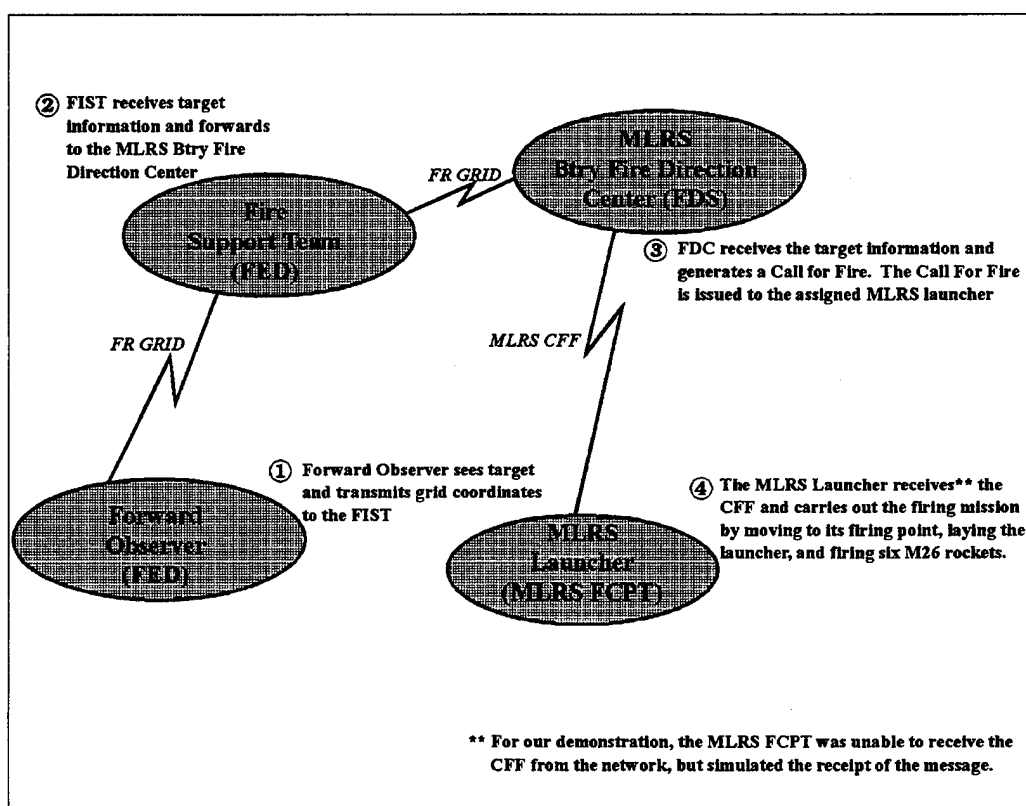 ② FIST receives target
information and forwards
to the MLRS Btry Fire
Direction Center
Fire
Support Team
(FED)
FR GRID
MLRS
Btry Fire Direction
Center (FDS)
③ FDC receives the target information and
generates a Call for Fire. The Call For Fire
is issued to the assigned MLRS launcher
FR GRID
MLRS CFF
① Forward Observer sees target
and transmits grid coordinates
to the FIST
Forward
Observer
(FED)
MLRS
Launcher
(MLRS FCPT)
④ The MLRS Launcher receives** the
CFF and carries out the firing mission
by moving to its firing point, laying the
launcher, and firing six M26 rockets.
** For our demonstration, the MLRS FCPT was unable to receive the
CFF from the network, but simulated the receipt of the message.